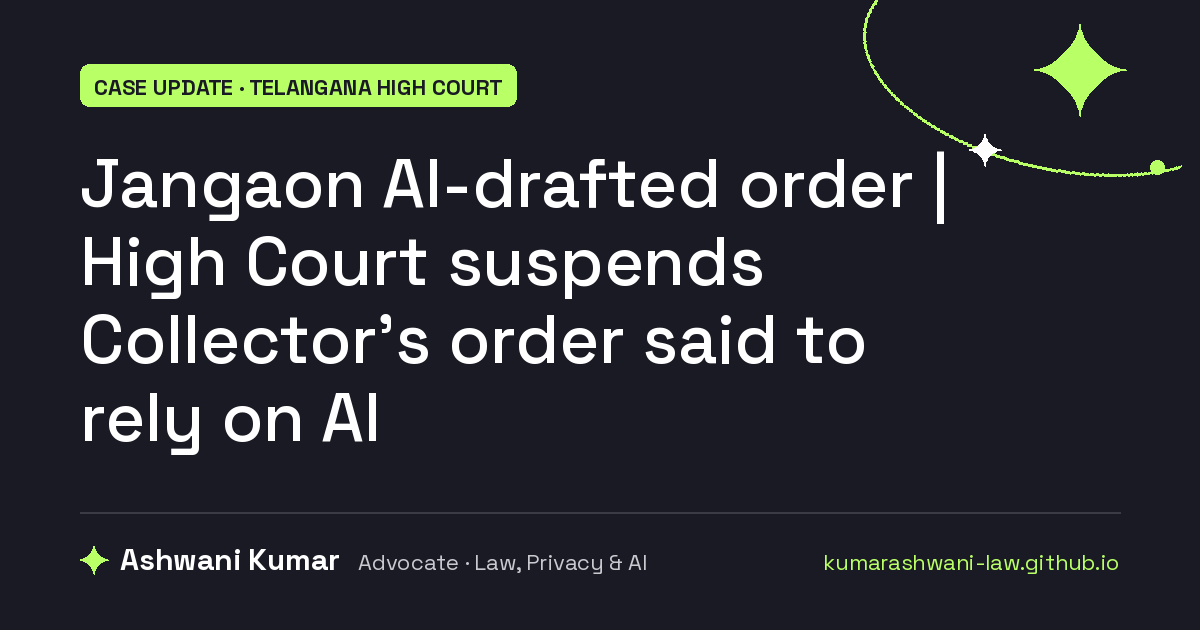 CASE UPDATE · TELANGANA HIGH COURT
Jangaon AI-drafted order |
High Court suspends
Collector’s order said to
rely on AI
Ashwani Kumar Advocate · Law, Privacy & AI kumarashwani-law.github.io